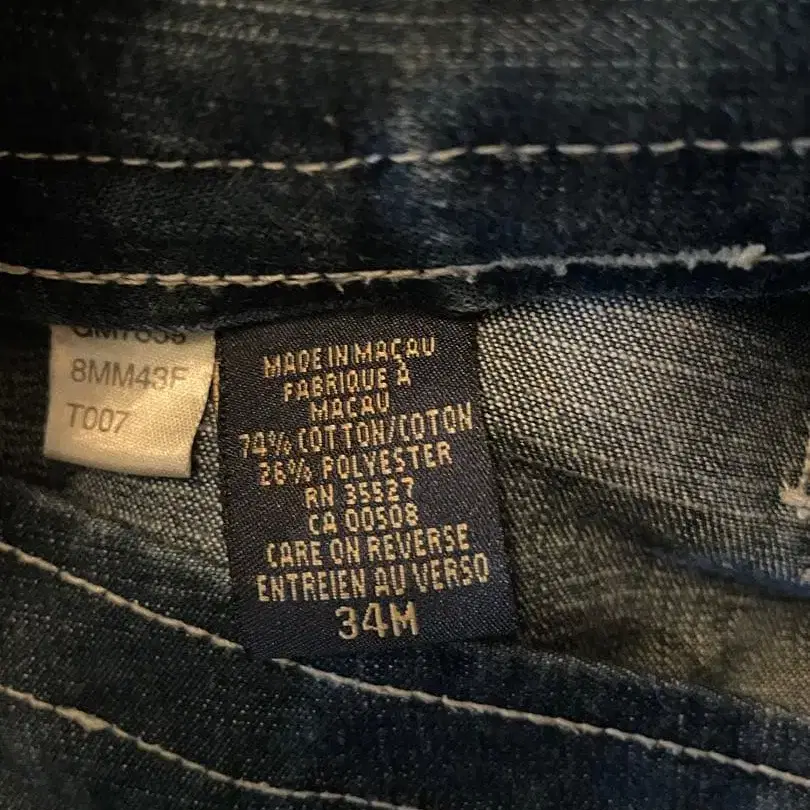 8MM43F
T007
MADE IN MACAU
FABRIQUE À
MACAU
74% COTTON/COTON
26% POLYESTER
RN 35527
CA 00508
CARE ON REVERSE
ENTREIEN AU VERSO
34M